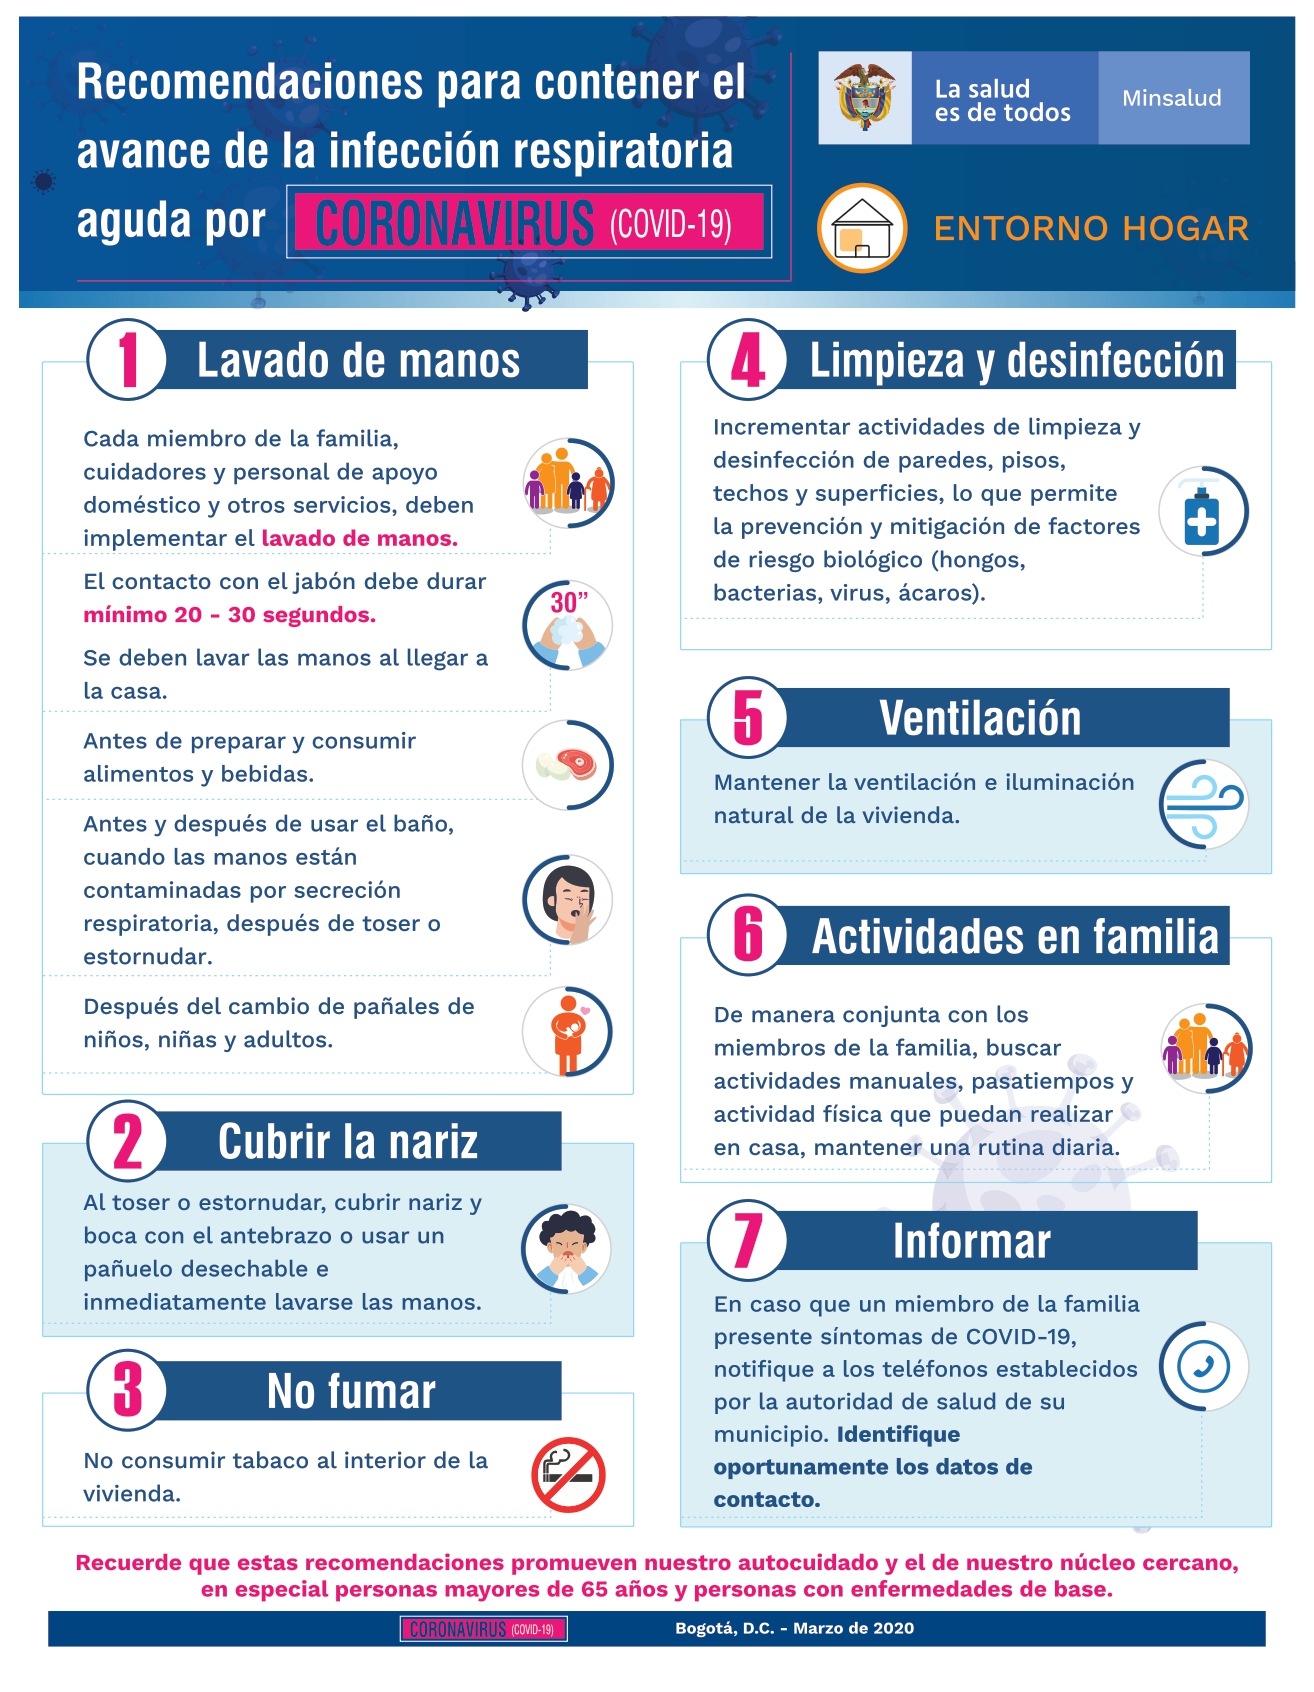 Recomendaciones para contener el
avance de la infección respiratoria
aguda por CORONAVIRUS (COVID-19)
La salud
es de todos
Minsalud
ENTORNO HOGAR
1 Lavado de manos
Cada miembro de la familia,
cuidadores y personal de apoyo
doméstico y otros servicios, deben
implementar el lavado de manos.
El contacto con el jabón debe durar
mínimo 20 - 30 segundos.
30”
Se deben lavar las manos al llegar a
la casa.
Antes de preparar y consumir
alimentos y bebidas.
Antes y después de usar el baño,
cuando las manos están
contaminadas por secreción
respiratoria, después de toser o
estornudar.
Después del cambio de pañales de
niños, niñas y adultos.
2 Cubrir la nariz
Al toser o estornudar, cubrir nariz y
boca con el antebrazo o usar un
pañuelo desechable e
inmediatamente lavarse las manos.
3 No fumar
No consumir tabaco al interior de la
vivienda.
4 Limpieza y desinfección
Incrementar actividades de limpieza y
desinfección de paredes, pisos,
techos y superficies, lo que permite
la prevención y mitigación de factores
de riesgo biológico (hongos,
bacterias, virus, ácaros).
5 Ventilación
Mantener la ventilación e iluminación
natural de la vivienda.
6 Actividades en familia
De manera conjunta con los
miembros de la familia, buscar
actividades manuales, pasatiempos y
actividad física que puedan realizar
en casa, mantener una rutina diaria.
7 Informar
En caso que un miembro de la familia
presente síntomas de COVID-19,
notifique a los teléfonos establecidos
por la autoridad de salud de su
municipio. Identifique
oportunamente los datos de
contacto.
Recuerde que estas recomendaciones promueven nuestro autocuidado y el de nuestro núcleo cercano,
en especial personas mayores de 65 años y personas con enfermedades de base.
CORONAVIRUS (COVID-19)
Bogotá, D.C. - Marzo de 2020